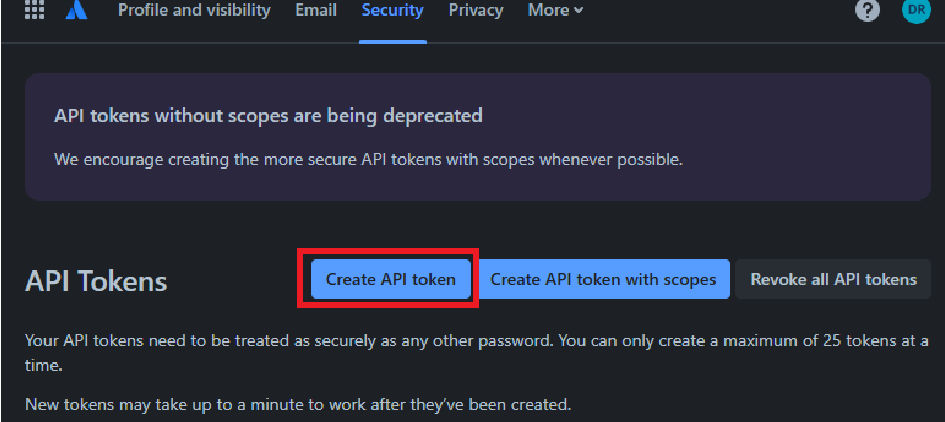 Profile and visibility Email Security Privacy More DR
API tokens without scopes are being deprecated
We encourage creating the more secure API tokens with scopes whenever possible.
API Tokens Create API token Create API token with scopes Revoke all API tokens
Your API tokens need to be treated as securely as any other password. You can only create a maximum of 25 tokens at a
time.
New tokens may take up to a minute to work after they’ve been created.